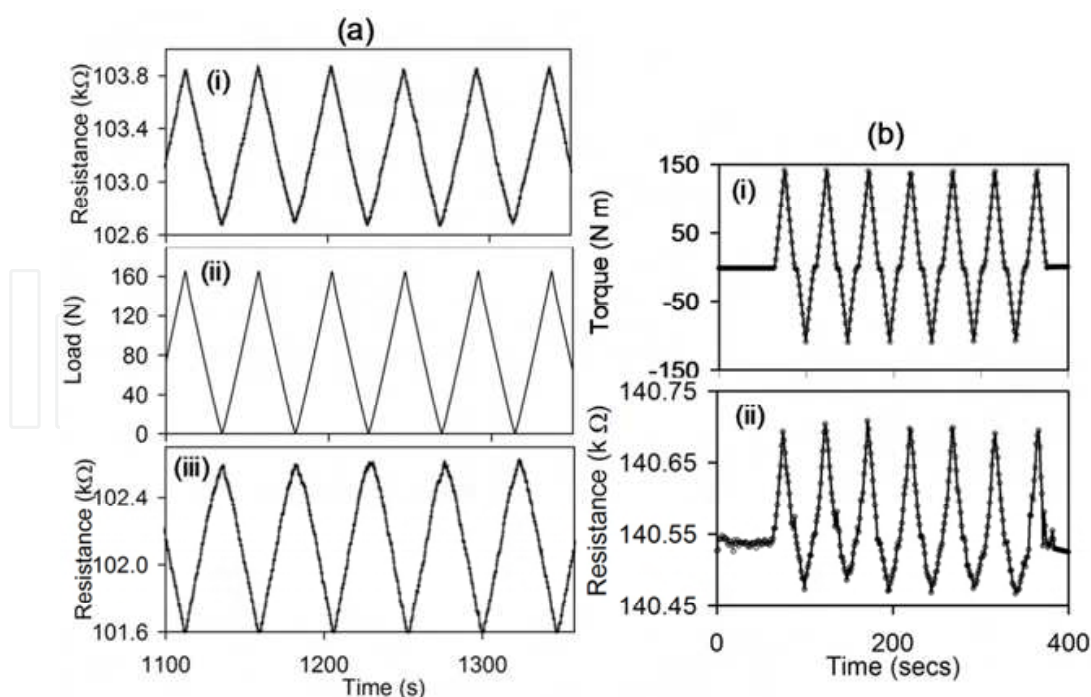 (a)
(i)
Resistance (kΩ)
103.8
103.4
103.0
102.6
(ii)
Load (N)
160
120
80
40
0
(iii)
Resistance (kΩ)
102.4
102.0
101.6
1100
1200
1300
Time (s)
(b)
(i)
Torque (N m)
150
50
-50
-150
(ii)
Resistance (k Ω)
140.75
140.65
140.55
140.45
0
200
400
Time (secs)